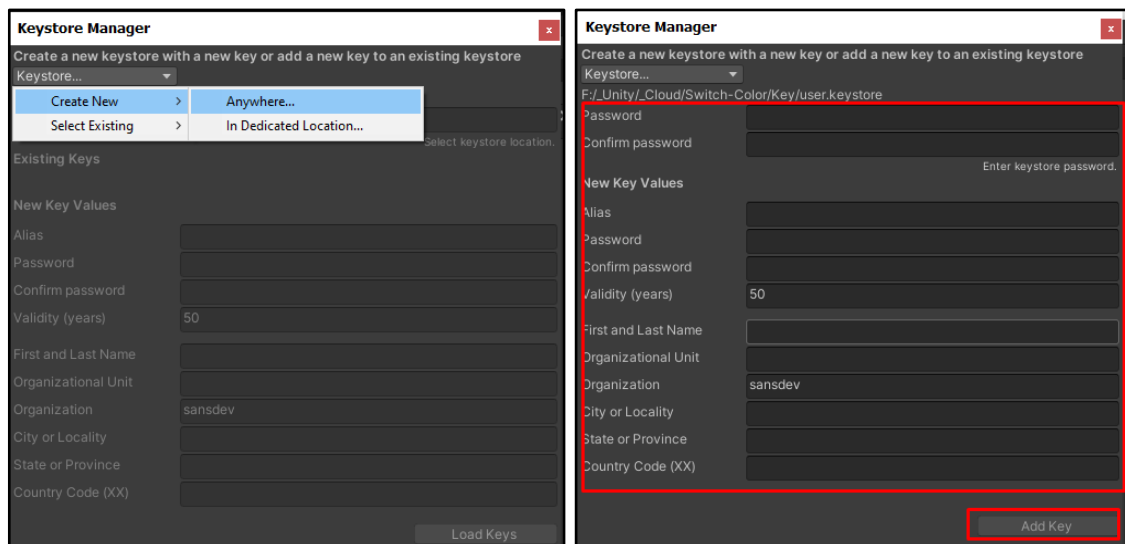 Keystore Manager
x
Create a new keystore with a new key or add a new key to an existing keystore
Keystore...
Create New
Anywhere...
Select Existing
In Dedicated Location...
Select keystore location.
Existing Keys
New Key Values
Alias
Password
Confirm password
Validity (years) 50
First and Last Name
Organizational Unit
Organization sansdev
City or Locality
State or Province
Country Code (XX)
Load Keys
Keystore Manager
x
Create a new keystore with a new key or add a new key to an existing keystore
Keystore...
F:/_Unity/_Cloud/Switch-Color/Key/user.keystore
Password
Confirm password
Enter keystore password.
New Key Values
Alias
Password
Confirm password
Validity (years) 50
First and Last Name
Organizational Unit
Organization sansdev
City or Locality
State or Province
Country Code (XX)
Add Key